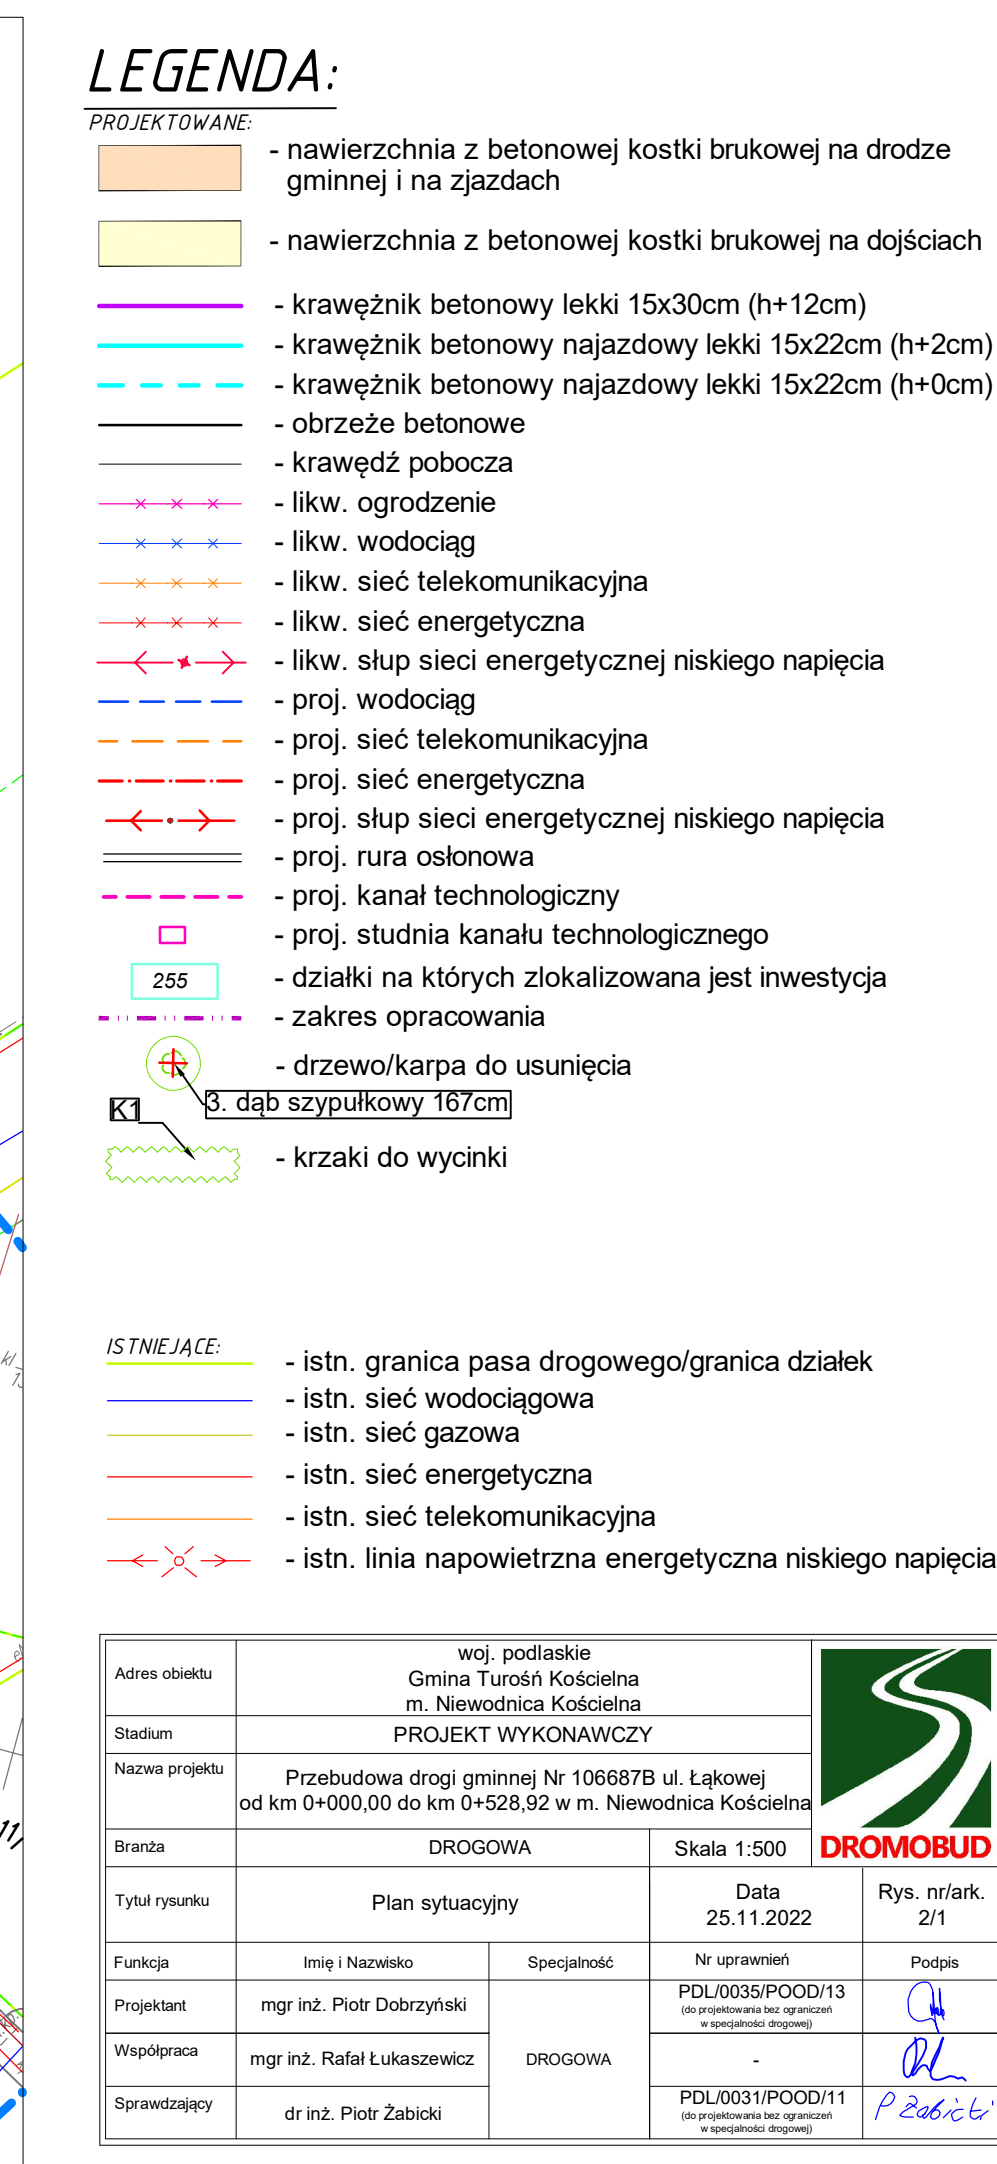 LEGENDA:
PROJEKTOWANE:
- nawierzchnia z betonowej kostki brukowej na drodze
gminnej i na zjazdach
- nawierzchnia z betonowej kostki brukowej na dojściach
- krawężnik betonowy lekki 15x30cm (h+12cm)
- krawężnik betonowy najazdowy lekki 15x22cm (h+2cm)
- krawężnik betonowy najazdowy lekki 15x22cm (h+0cm)
- obrzeże betonowe
- krawędź pobocza
- likw. ogrodzenie
- likw. wodociąg
- likw. sieć telekomunikacyjna
- likw. sieć energetyczna
- likw. słup sieci energetycznej niskiego napięcia
- proj. wodociąg
- proj. sieć telekomunikacyjna
- proj. sieć energetyczna
- proj. słup sieci energetycznej niskiego napięcia
- proj. rura osłonowa
- proj. kanał technologiczny
- proj. studnia kanału technologicznego
255 - działki na których zlokalizowana jest inwestycja
- zakres opracowania
- drzewo/karpa do usunięcia
K1 3. dąb szypułkowy 167cm
- krzaki do wycinki
ISTNIEJĄCE:
- istn. granica pasa drogowego/granica działek
- istn. sieć wodociągowa
- istn. sieć gazowa
- istn. sieć energetyczna
- istn. sieć telekomunikacyjna
- istn. linia napowietrzna energetyczna niskiego napięcia
Adres obiektu
woj. podlaskie
Gmina Turośń Kościelna
m. Niewodnica Kościelna
Stadium PROJEKT WYKONAWCZY
Nazwa projektu
Przebudowa drogi gminnej Nr 106687B ul. Łąkowej
od km 0+000,00 do km 0+528,92 w m. Niewodnica Kościelna
Branża DROGOWA Skala 1:500
DROMOBUD
Tytuł rysunku Plan sytuacyjny
Data
25.11.2022
Rys. nr/ark.
2/1
Funkcja Imię i Nazwisko Specjalność Nr uprawnień Podpis
Projektant mgr inż. Piotr Dobrzyński
PDL/0035/POOD/13
(do projektowania bez ograniczeń
w specjalności drogowej)
Współpraca mgr inż. Rafał Łukaszewicz DROGOWA -
Sprawdzający dr inż. Piotr Żabicki
PDL/0031/POOD/11
(do projektowania bez ograniczeń
w specjalności drogowej)
P Żabicki